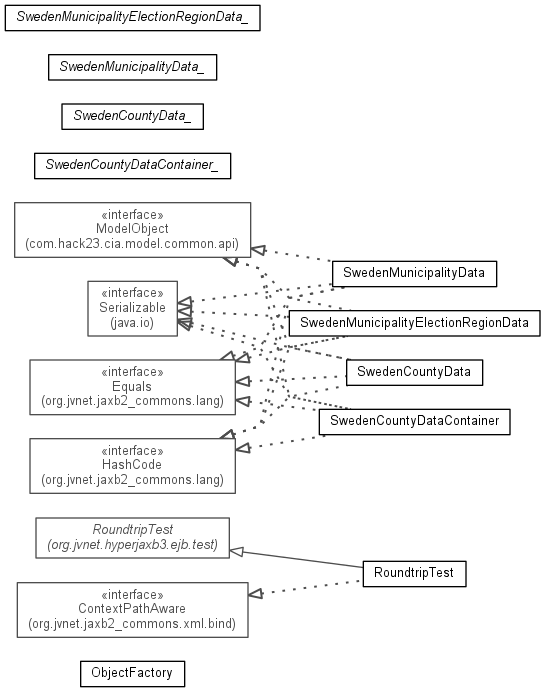 SwedenMunicipalityElectionRegionData_
SwedenMunicipalityData_
SwedenCountyData_
SwedenCountyDataContainer_
«interface»
ModelObject
(com.hack23.cia.model.common.api)
SwedenMunicipalityData
«interface»
Serializable
(java.io)
SwedenMunicipalityElectionRegionData
«interface»
Equals
(org.jvnet.jaxb2_commons.lang)
SwedenCountyData
SwedenCountyDataContainer
«interface»
HashCode
(org.jvnet.jaxb2_commons.lang)
RoundtripTest
(org.jvnet.hyperjaxb3.ejb.test)
RoundtripTest
«interface»
ContextPathAware
(org.jvnet.jaxb2_commons.xml.bind)
ObjectFactory